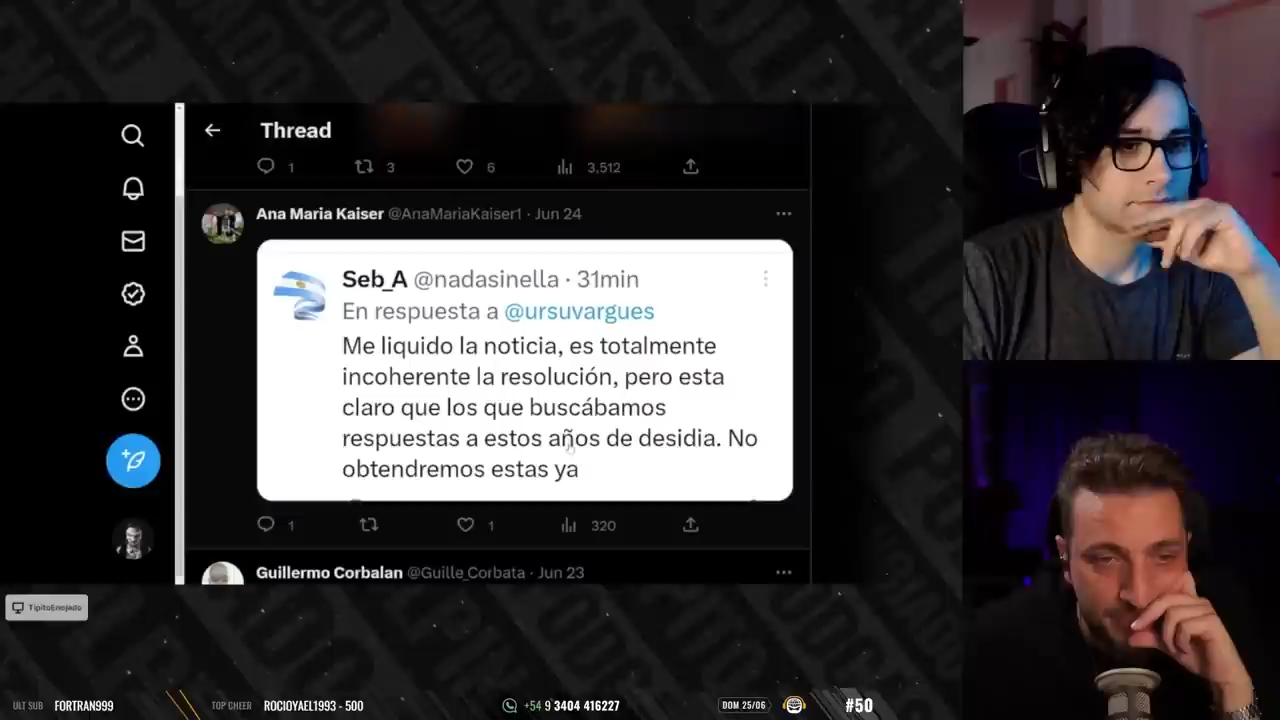 Thread
1 3 6 3,512
Ana Maria Kaiser @AnaMariaKaiser1 · Jun 24
Seb_A @nadasinella · 31min
En respuesta a @ursuvargues
Me liquido la noticia, es totalmente
incoherente la resolución, pero esta
claro que los que buscábamos
respuestas a estos años de desidia. No
obtendremos estas ya
1 1 320
Guillermo Corbalan @Guille_Corbata · Jun 23
TipitoEnojado
ULT SUB FORTRAN999 TOP CHEER ROCIOYAEL1993 - 500 +54 9 3404 416227 DOM 25/06 #50